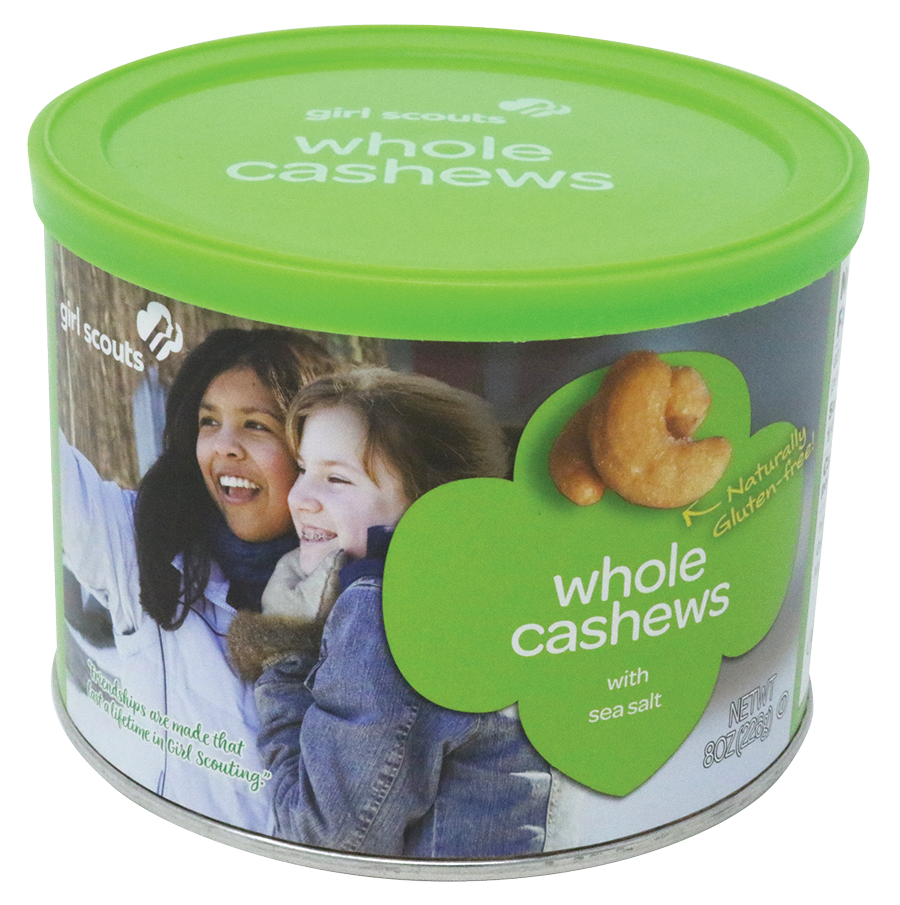 girl scouts
whole
cashews
girl scouts
Naturally
Gluten-free!
whole
cashews
with
sea salt
NET WT
8OZ (226g)
Friendships are made that
last a lifetime in Girl Scouting."